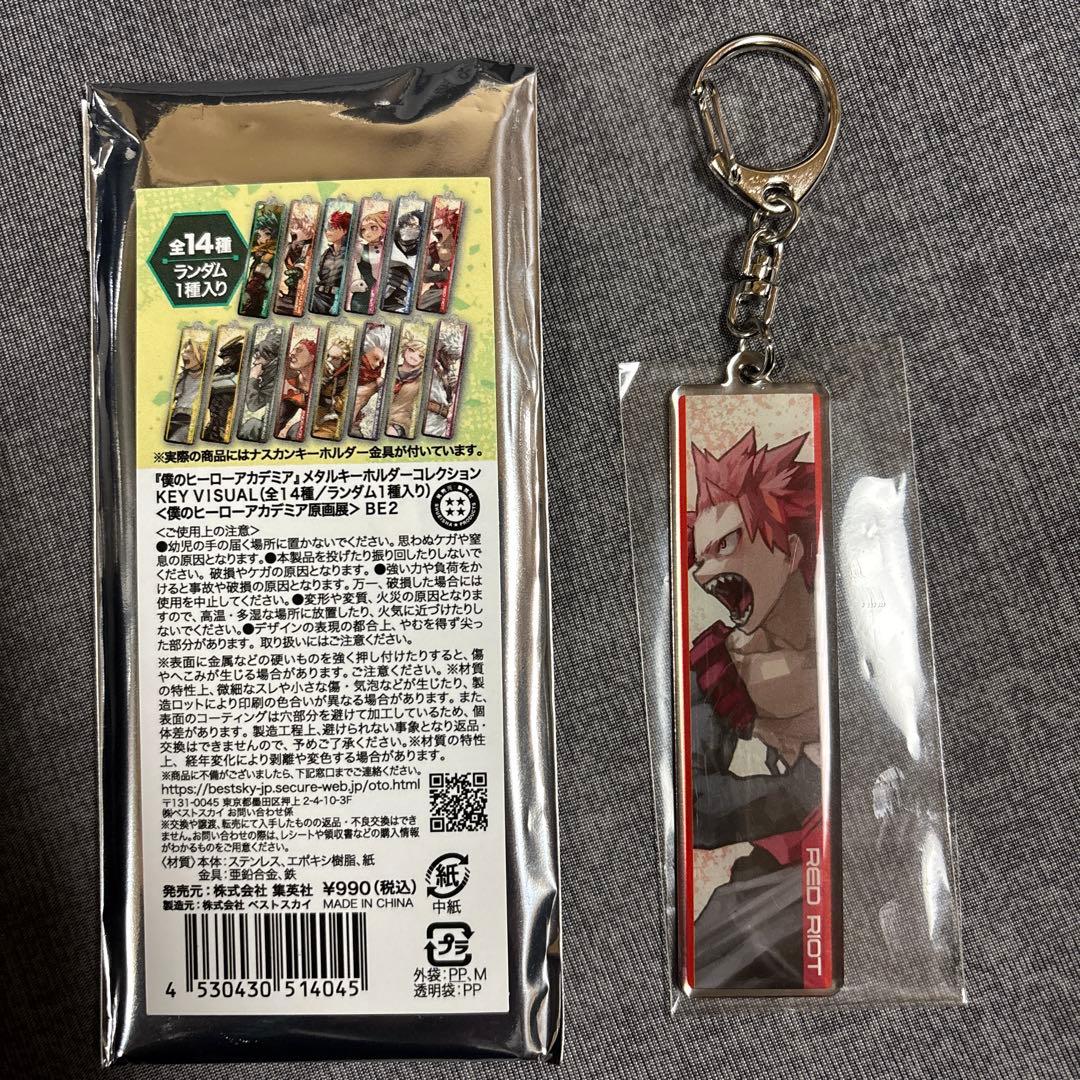 全14種
ランダム
1種入り
※実際の商品にはナスカンキーホルダー金具が付いています。
『僕のヒーローアカデミア』メタルキーホルダーコレクション
KEY VISUAL(全14種/ランダム1種入り)
<僕のヒーローアカデミア原画展> BE2
<ご使用上の注意>
●幼児の手の届く場所に置かないでください。思わぬケガや窒
息の原因となります。●本製品を投げたり振り回したりしないで
ください。破損やケガの原因となります。●強い力や負荷をか
けると事故や破損の原因となります。万一、破損した場合には
使用を中止してください。●変形や変質、火災の原因となりま
すので、高温・多湿な場所に放置したり、火気に近づけたりし
ないでください。●デザインの表現の都合上、やむを得ず尖っ
た部分があります。取り扱いにはご注意ください。
※表面に金属などの硬いものを強く押し付けたりすると、傷
やへこみが生じる場合があります。ご注意ください。※材質
の特性上、微細なスレや小さな傷・気泡などが生じたり、製
造ロットにより印刷の色合いが異なる場合があります。また、
表面のコーティングは穴部分を避けて加工しているため、個
体差があります。製造工程上、避けられない事象となり返品・
交換はできませんので、予めご了承ください。※材質の特性
上、経年変化により剥離や変色する場合があります。
※商品に不備がございましたら、下記窓口までご連絡ください。
https://bestsky-jp.secure-web.jp/oto.html
〒131-0045 東京都墨田区押上 2-4-10-3F
㈱ベストスカイ お問い合わせ係
※交換や譲渡、転売にて入手したものの返品・不良交換はできま
せん。お問い合わせの際は、レシートや領収書などの購入情報
がわかるものをご用意ください。
〈材質〉本体:ステンレス、エポキシ樹脂、紙
金具:亜鉛合金、鉄
発売元:株式会社 集英社 ¥990(税込)
製造元:株式会社 ベストスカイ MADE IN CHINA
紙
中紙
プラ
外袋:PP、M
透明袋:PP
4 530430 514045
RED RIOT